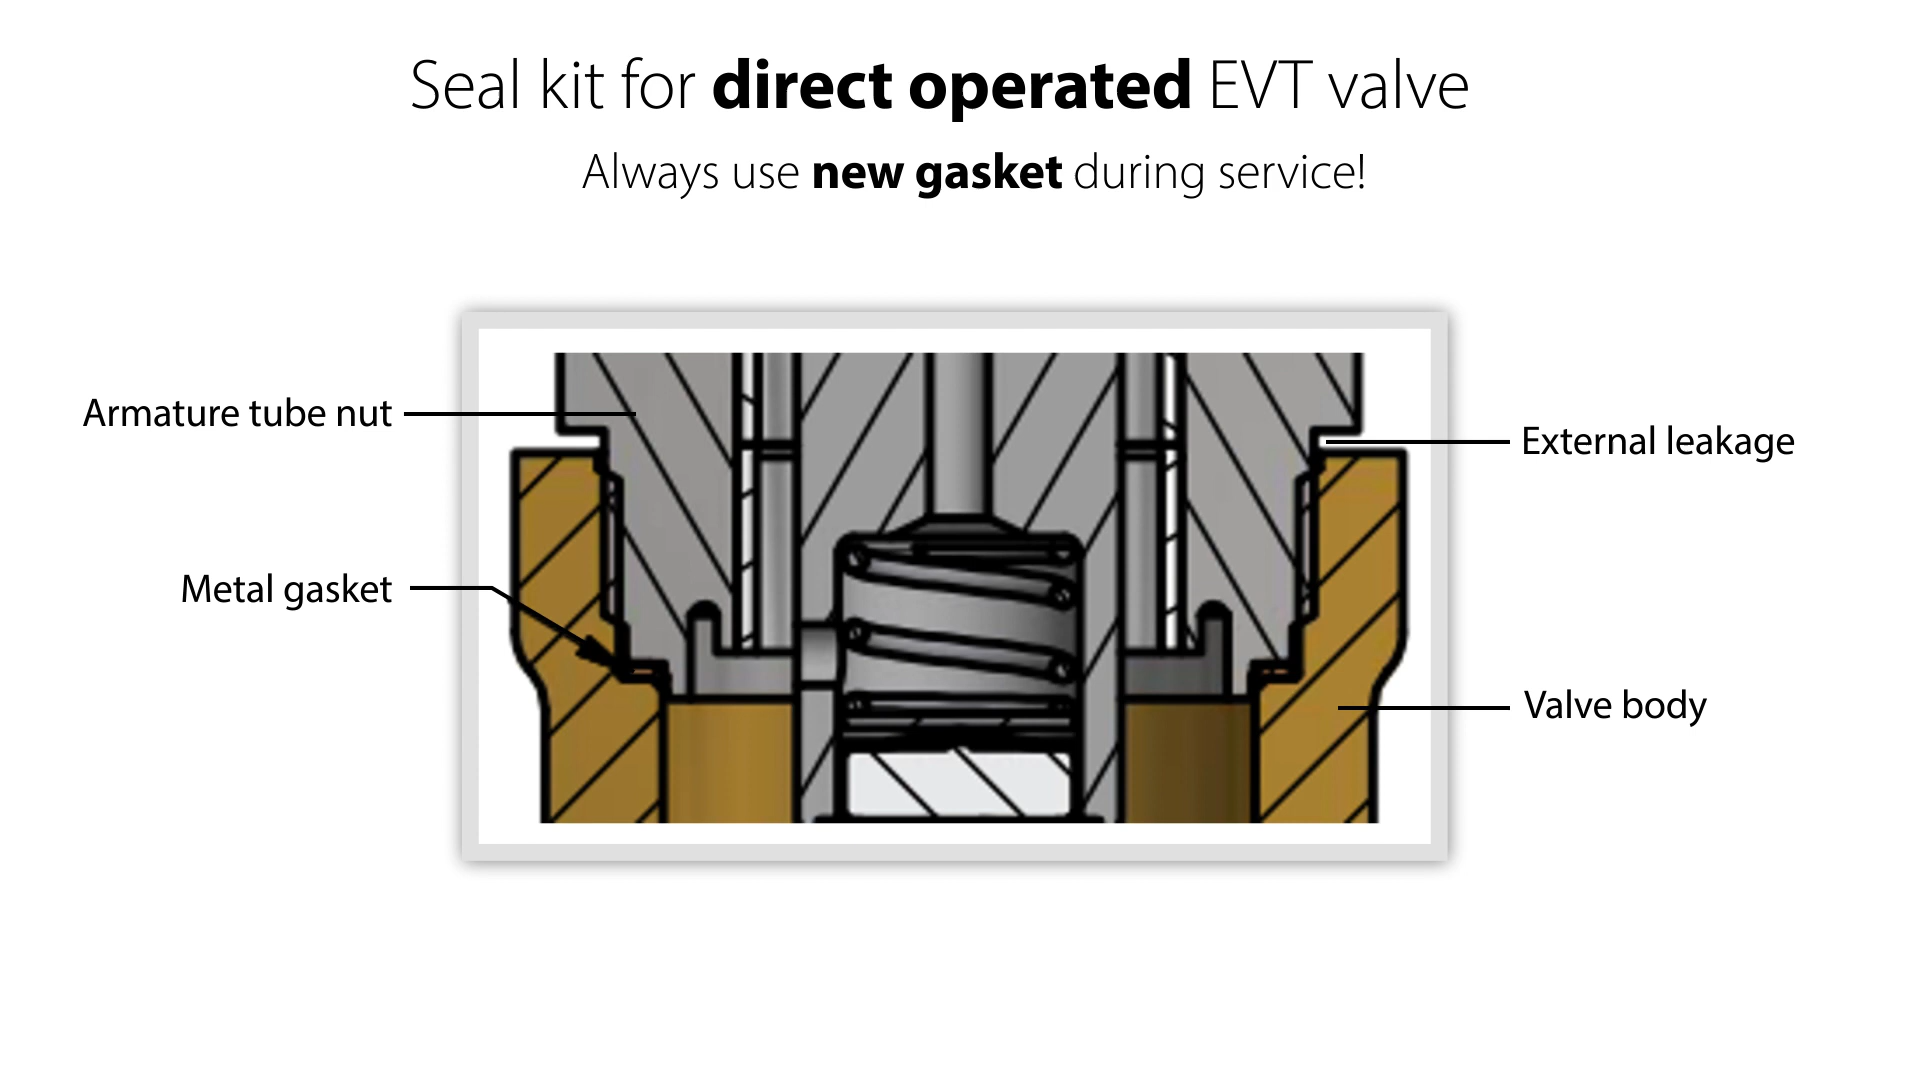 Seal kit for direct operated EVT valve
Always use new gasket during service!
Armature tube nut
External leakage
Metal gasket
Valve body